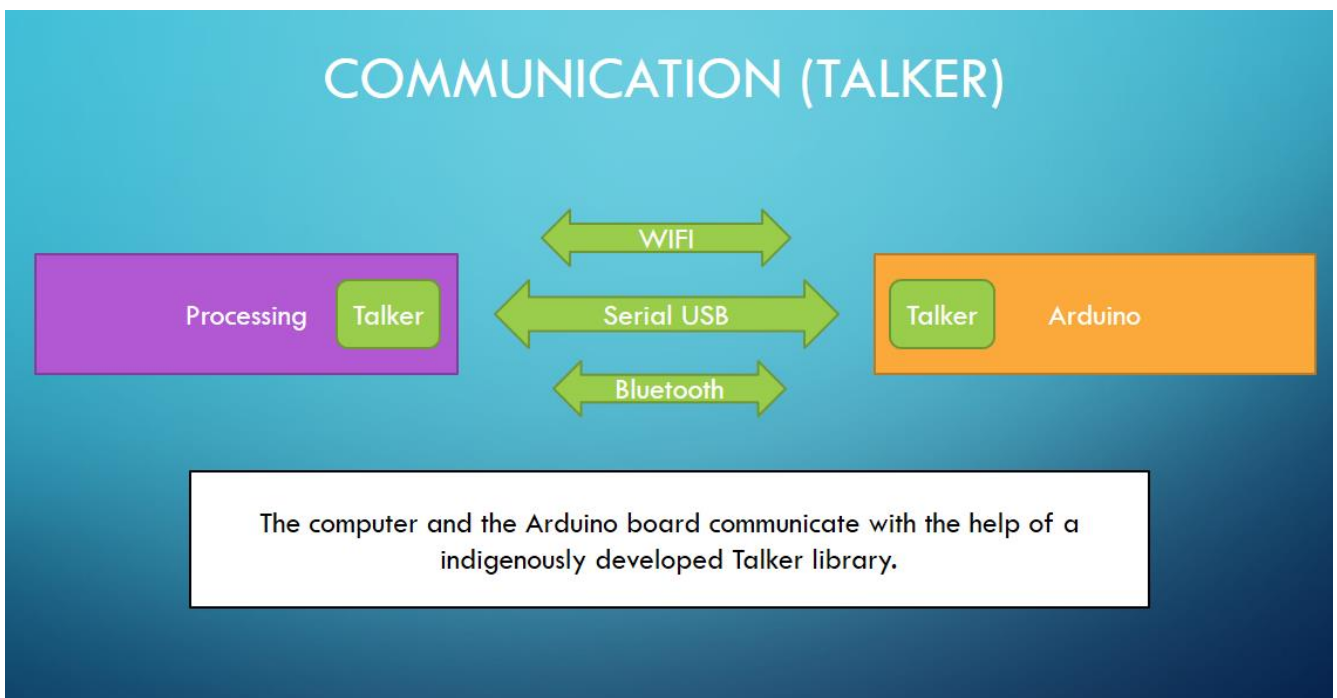 COMMUNICATION (TALKER)
WIFI
Processing Talker Serial USB Talker Arduino
Bluetooth
The computer and the Arduino board communicate with the help of a
indigenously developed Talker library.